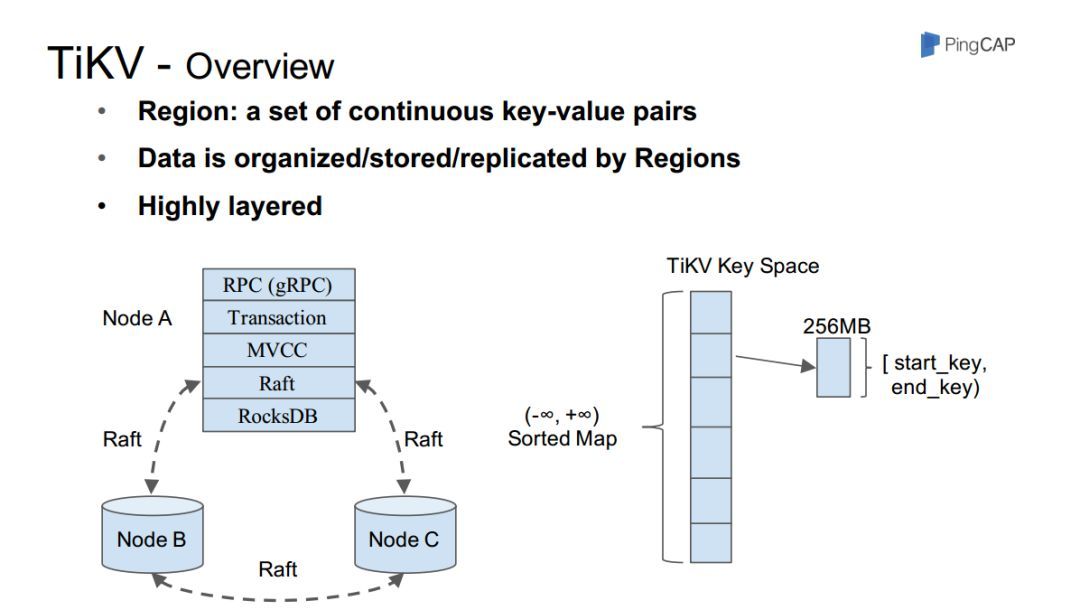 PingCAP
TiKV - Overview
• Region: a set of continuous key-value pairs
• Data is organized/stored/replicated by Regions
• Highly layered
Node A
RPC (gRPC)
Transaction
MVCC
Raft
RocksDB
Raft
Raft
Node B
Node C
Raft
TiKV Key Space
(-∞, +∞)
Sorted Map
256MB
[ start_key,
end_key)